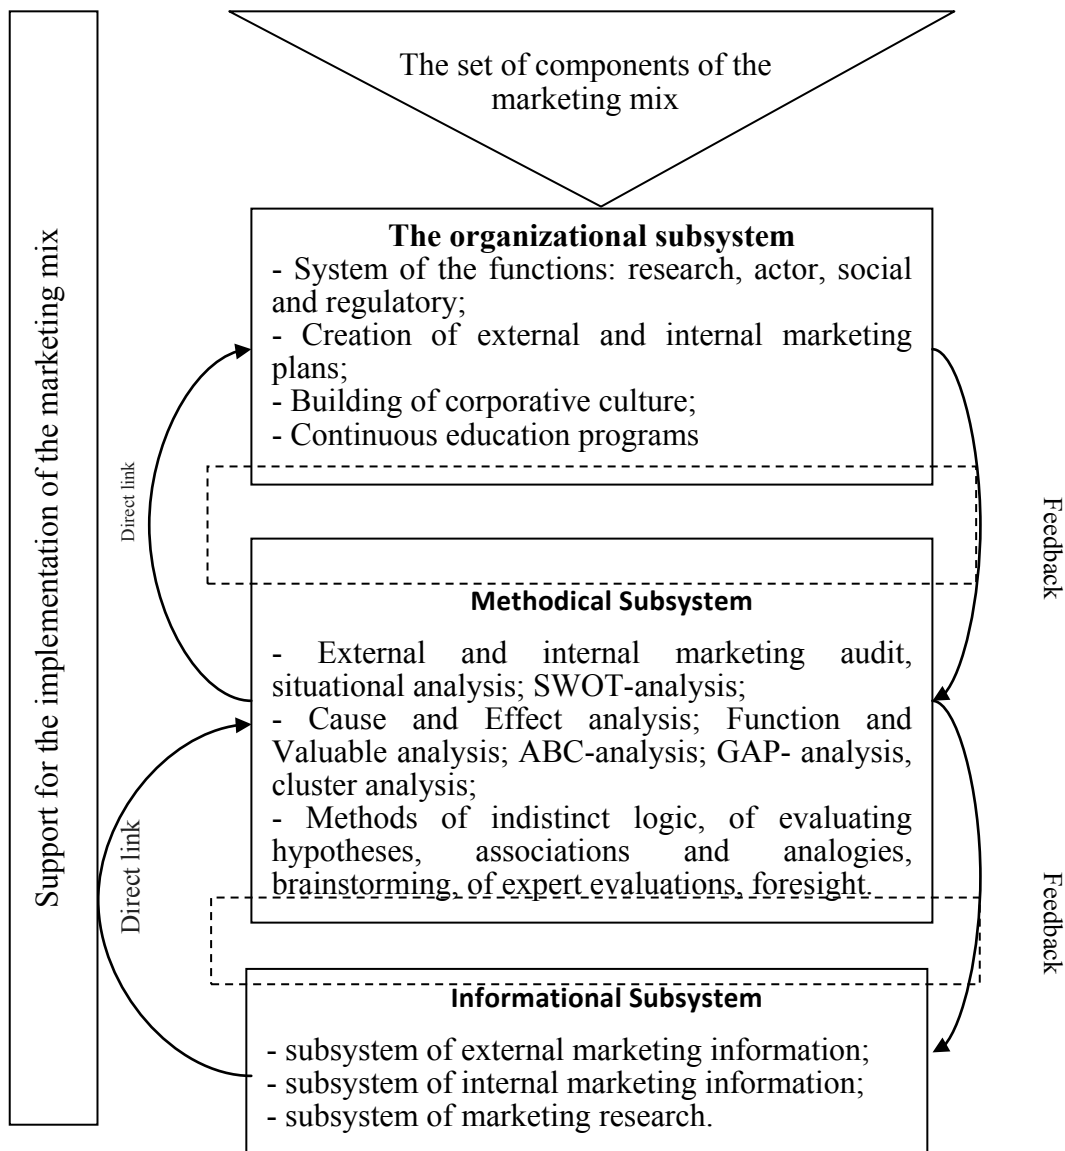 Support for the implementation of the marketing mix
The set of components of the
marketing mix
The organizational subsystem
- System of the functions: research, actor, social
and regulatory;
- Creation of external and internal marketing
plans;
- Building of corporative culture;
- Continuous education programs
Direct link
Feedback
Methodical Subsystem
- External and internal marketing audit,
situational analysis; SWOT-analysis;
- Cause and Effect analysis; Function and
Valuable analysis; ABC-analysis; GAP- analysis,
cluster analysis;
- Methods of indistinct logic, of evaluating
hypotheses, associations and analogies,
brainstorming, of expert evaluations, foresight.
Direct link
Feedback
Informational Subsystem
- subsystem of external marketing information;
- subsystem of internal marketing information;
- subsystem of marketing research.